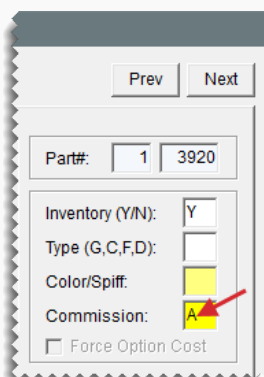 Prev Next
Part#: 1 3920
Inventory (Y/N): Y
Type (G,C,F,D):
Color/Spiff:
Commission: A
Force Option Cost